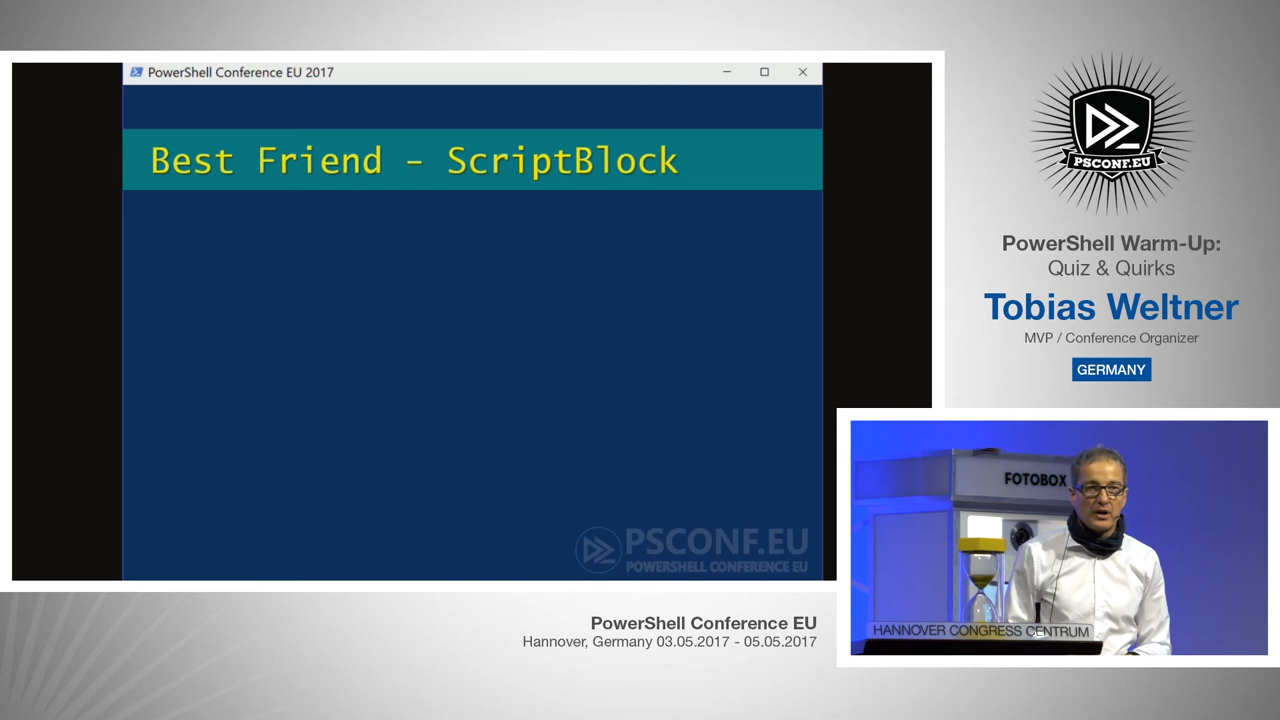 PowerShell Conference EU 2017
Best Friend - ScriptBlock
PSCONF.EU
POWERSHELL CONFERENCE EU
PSCONF.EU
PowerShell Warm-Up:
Quiz & Quirks
Tobias Weltner
MVP / Conference Organizer
GERMANY
FOTOBOX
HANNOVER CONGRESS CENTRUM
PowerShell Conference EU
Hannover, Germany 03.05.2017 - 05.05.2017